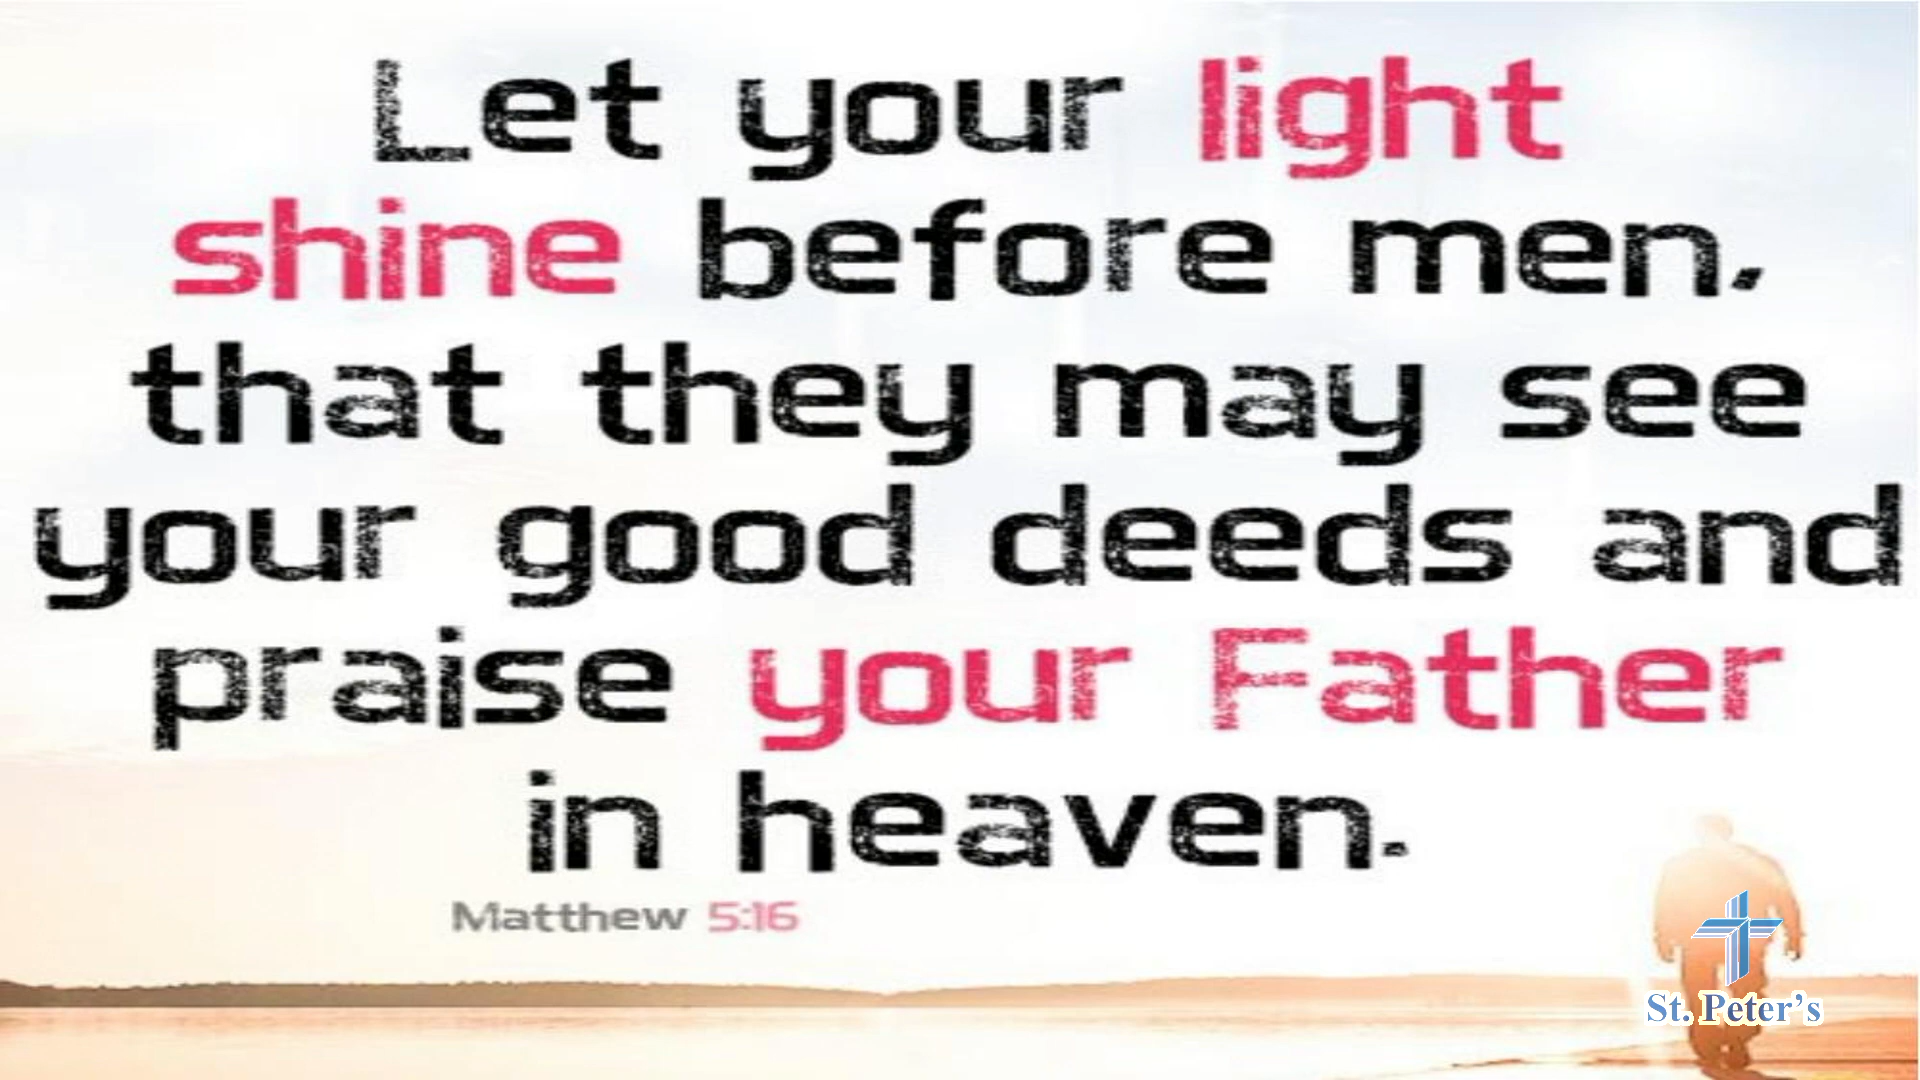 Let your light
shine before men,
that they may see
your good deeds and
praise your Father
in heaven.
Matthew 5:16
St. Peter's